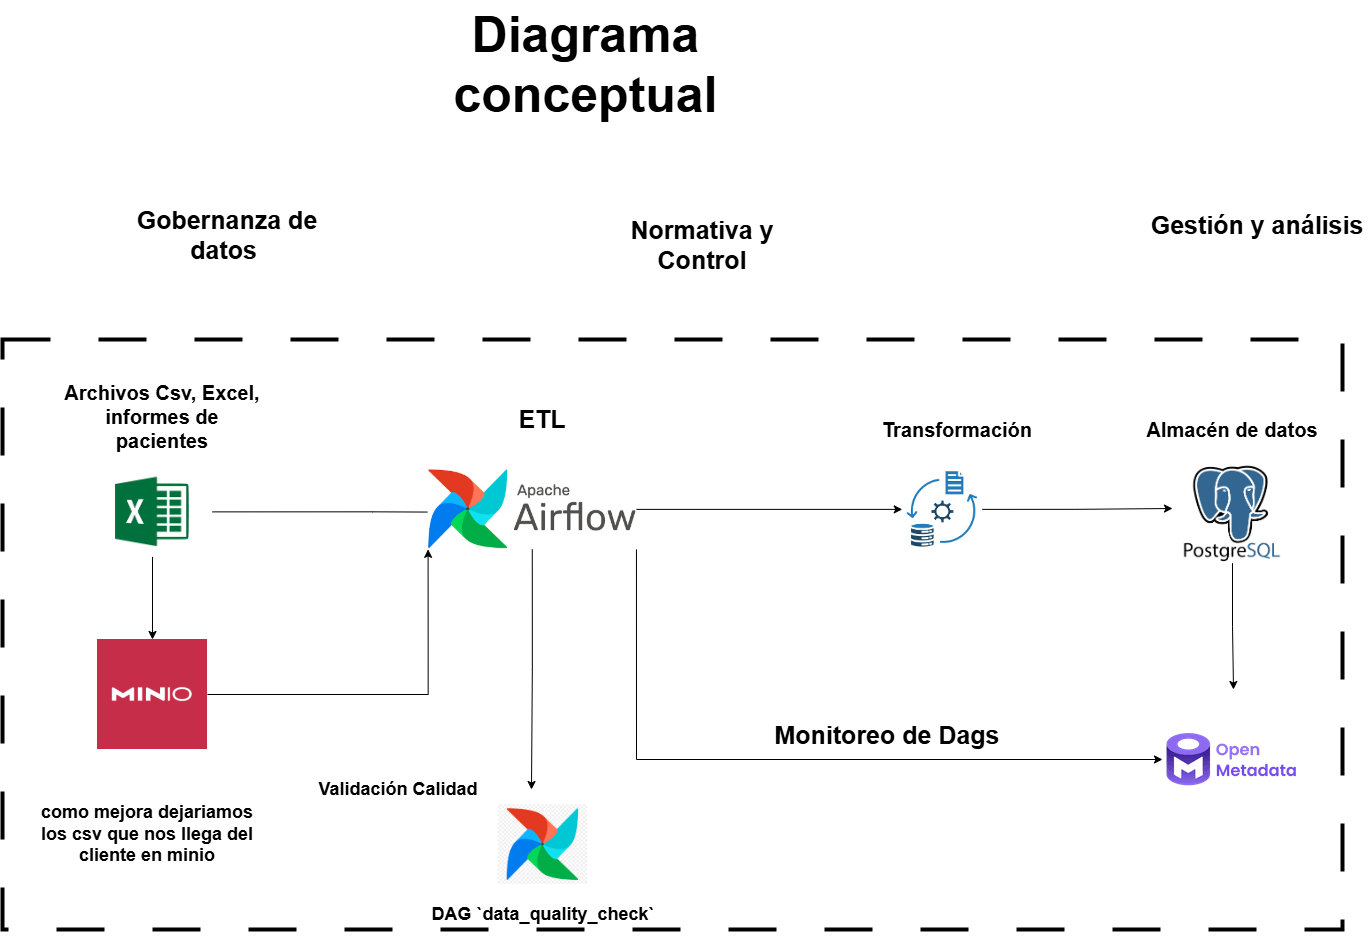 Diagrama
conceptual
Gobernanza de
datos
Normativa y
Control
Gestión y análisis
Archivos Csv, Excel,
informes de
pacientes
ETL
Transformación
Almacén de datos
X
Apache
Airflow
PostgreSQL
MINIO
Monitoreo de Dags
Open
Metadata
Validación Calidad
como mejora dejariamos
los csv que nos llega del
cliente en minio
DAG `data_quality_check`